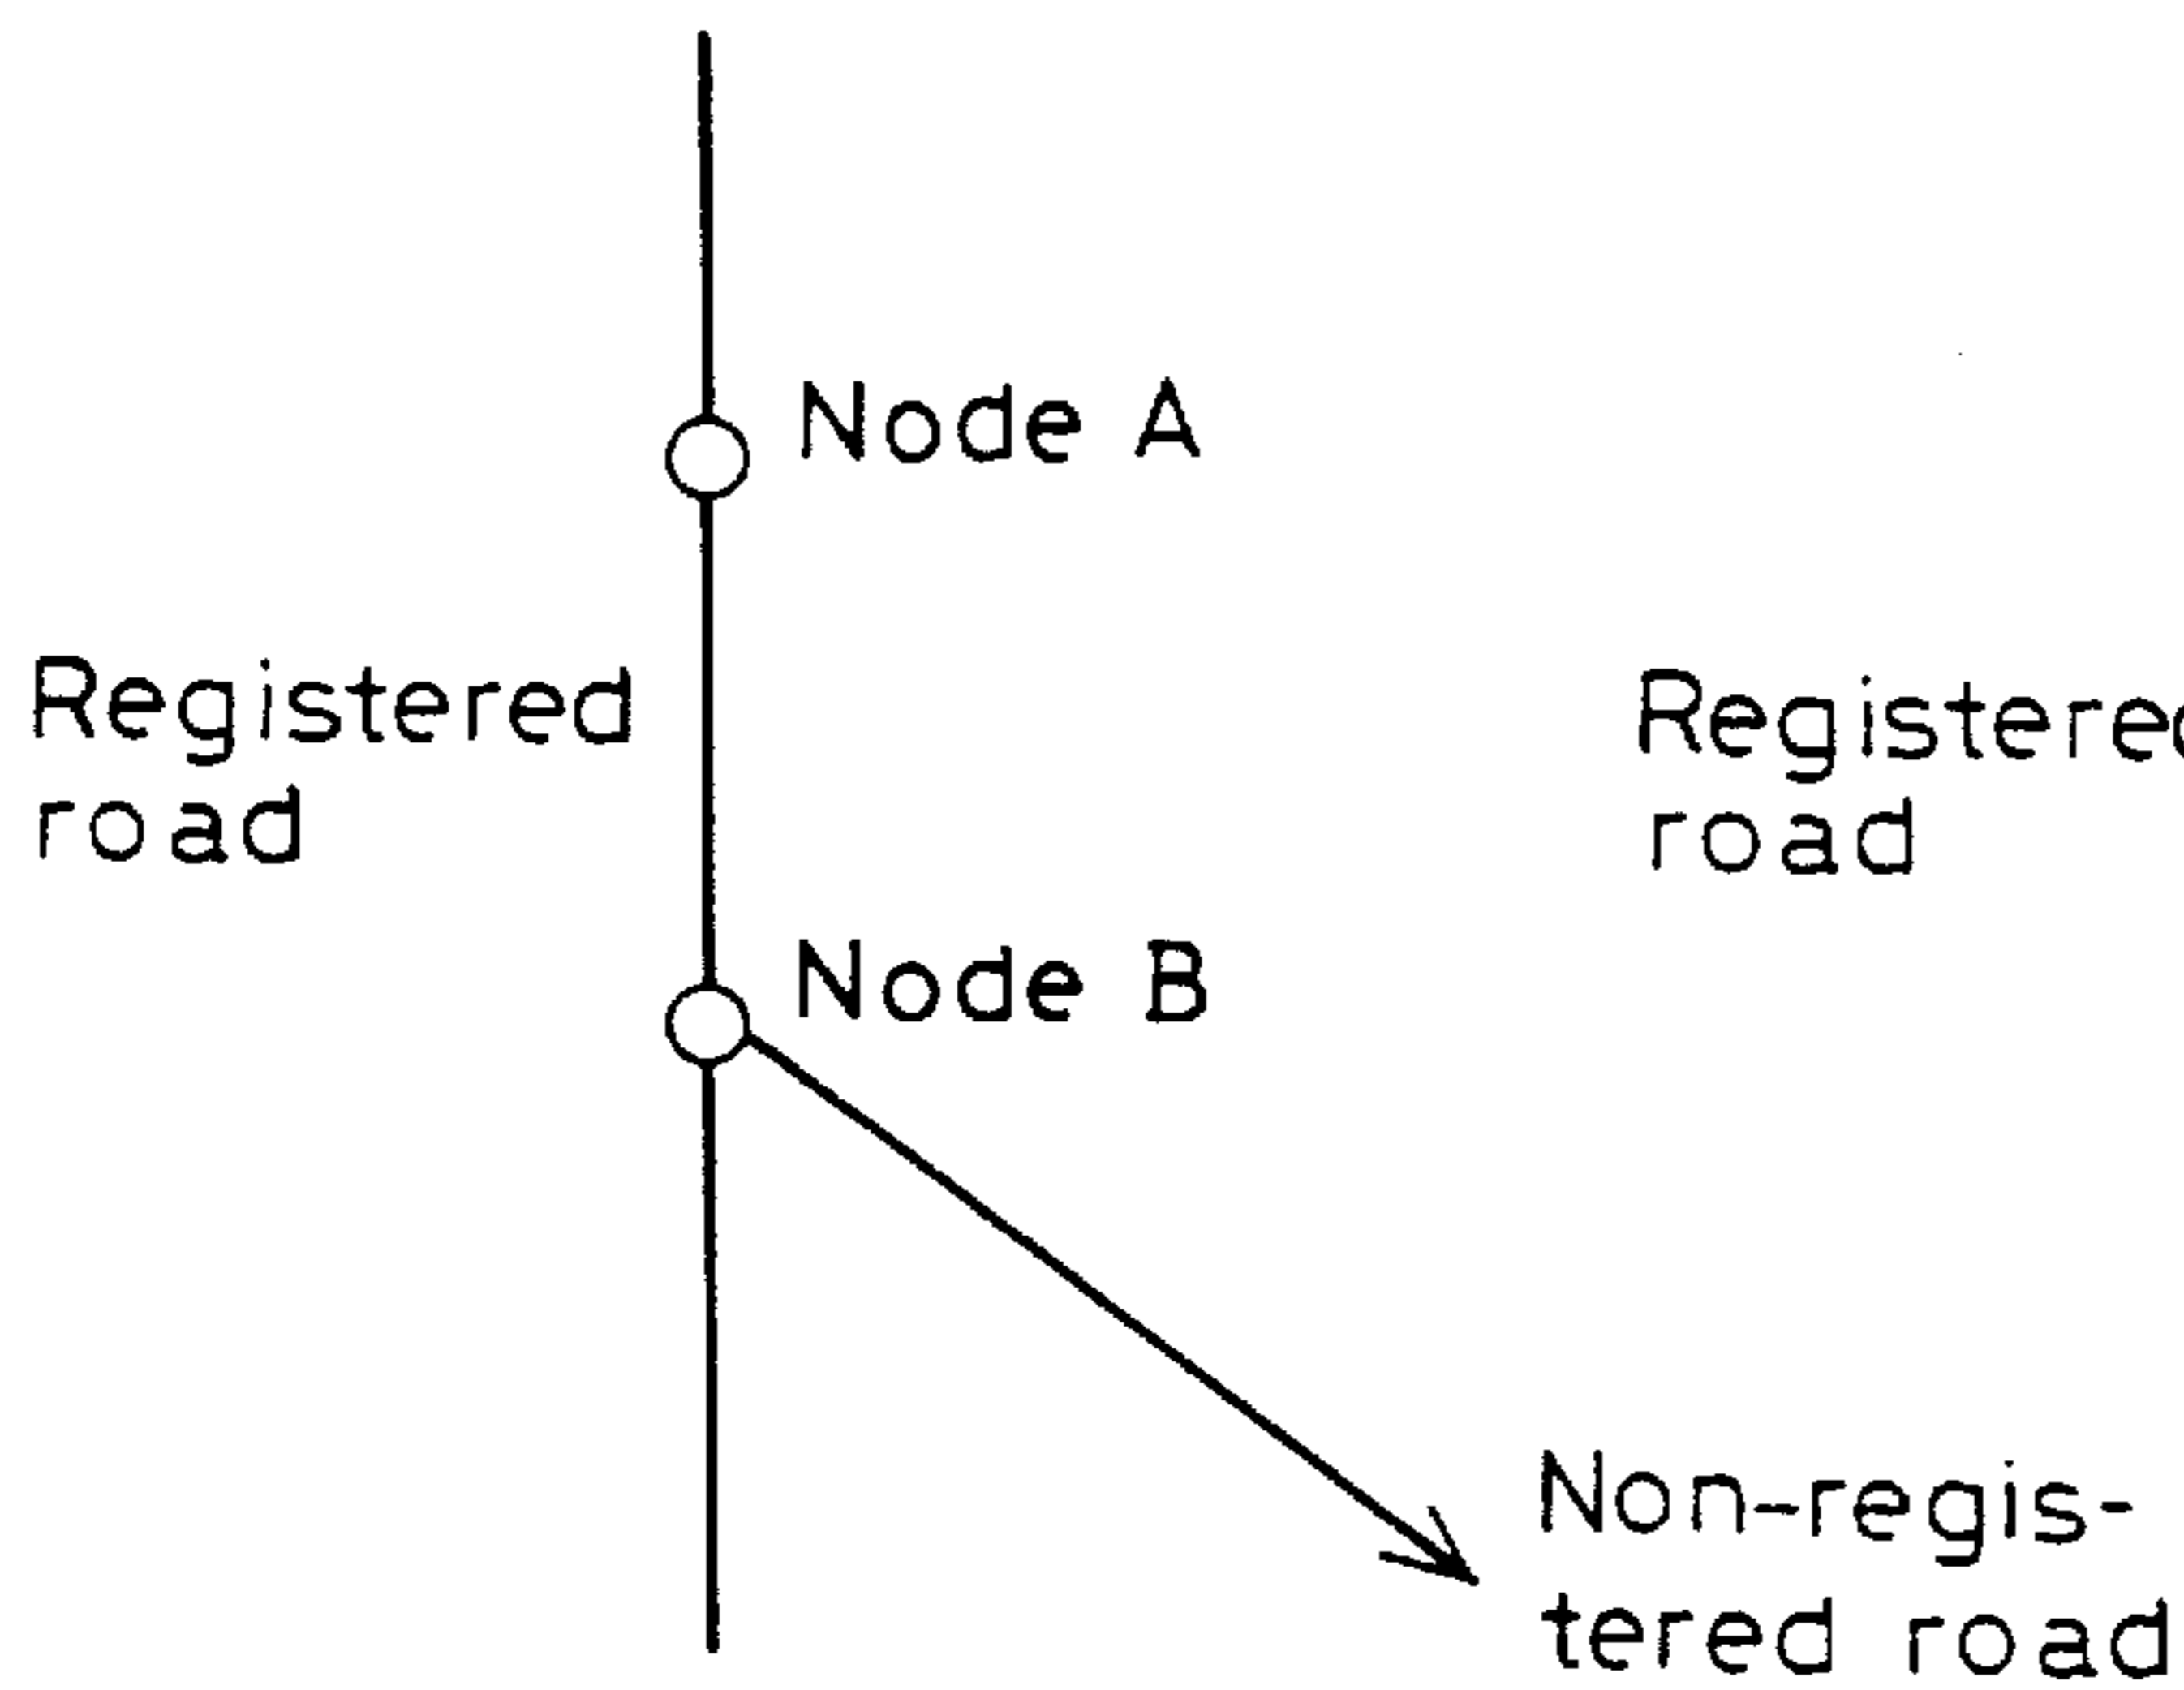 Node A
Registered
road
Registered
road
Node B
Non-regis-
tered road